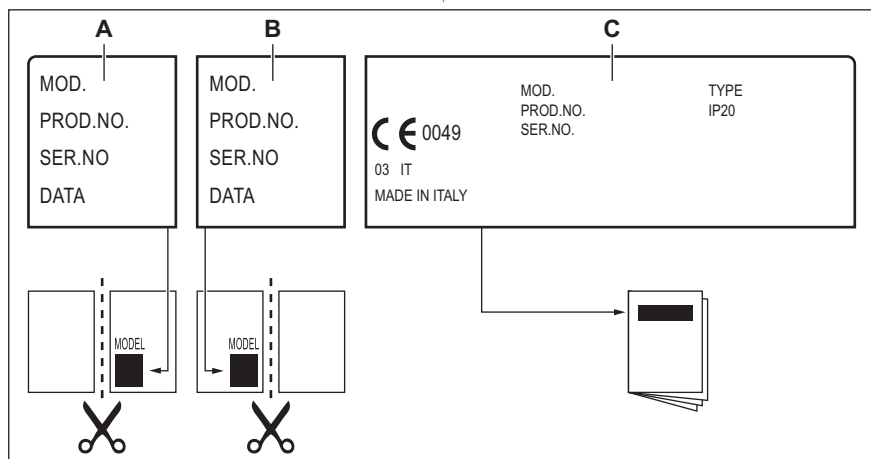 A
B
C
MOD.
PROD.NO.
SER.NO
DATA
MOD.
PROD.NO.
SER.NO
DATA
MOD.
PROD.NO.
SER.NO.
TYPE
IP20
CE 0049
03 IT
MADE IN ITALY
MODEL
MODEL